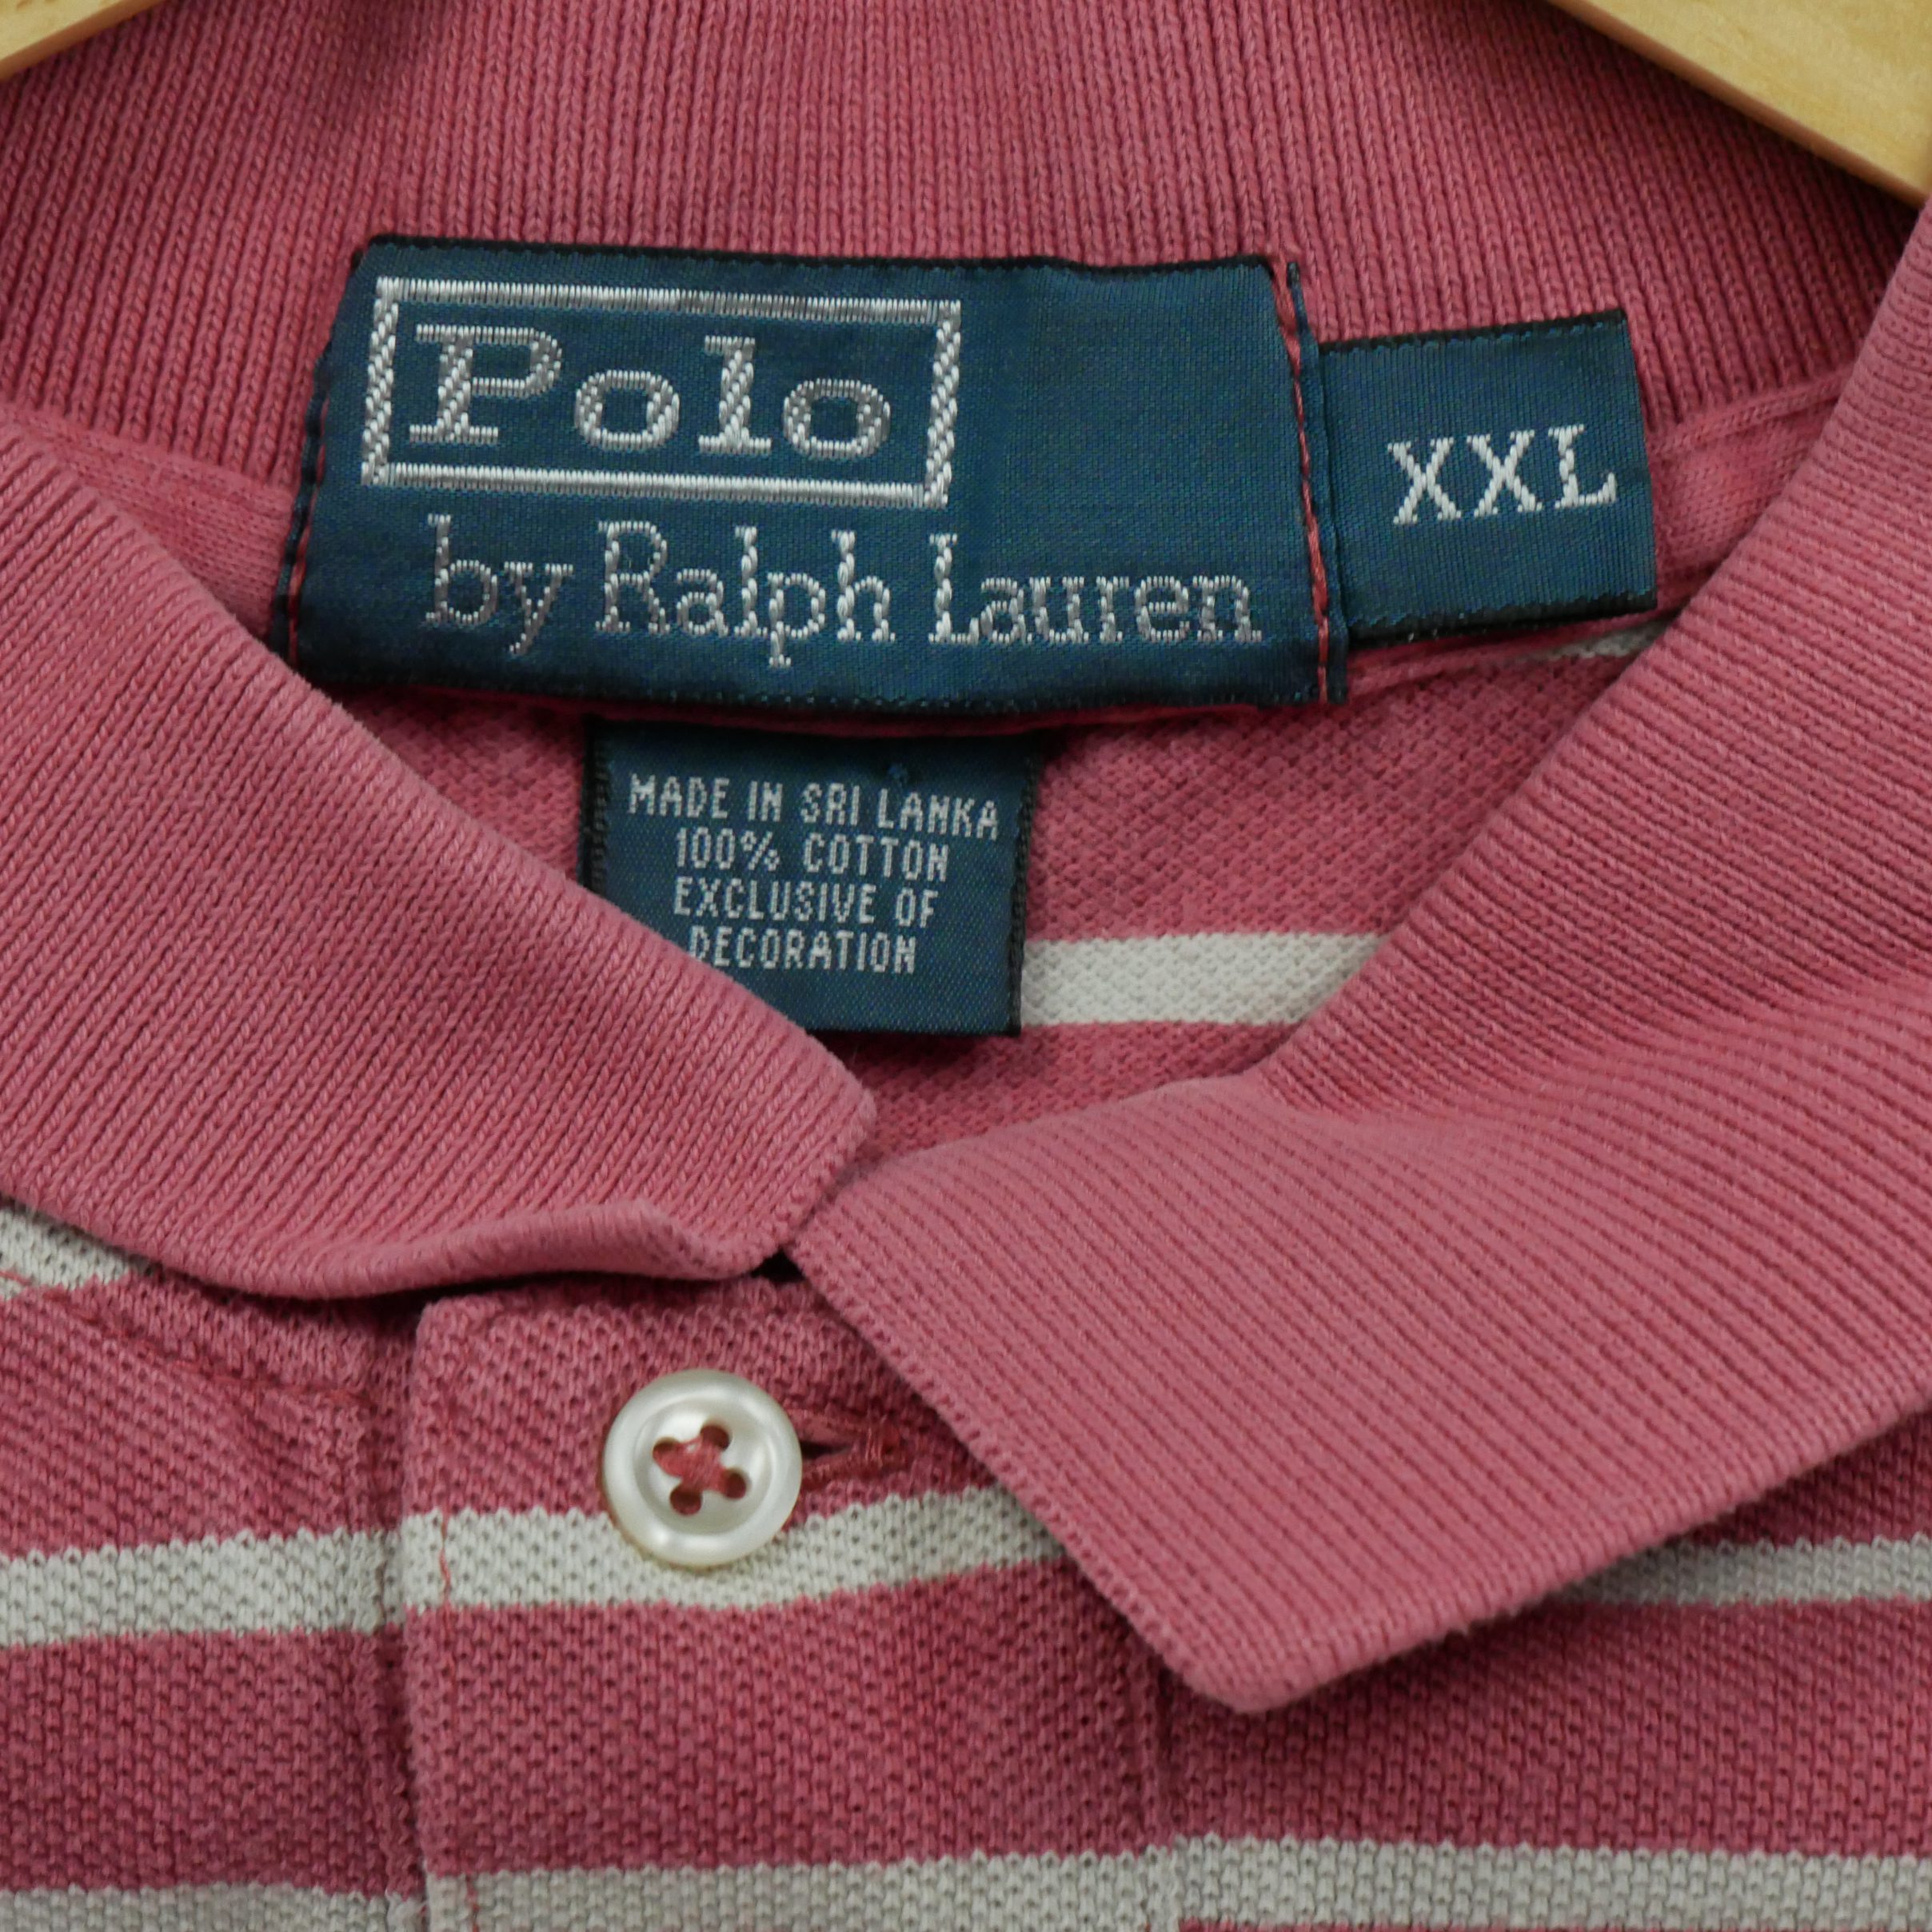 Polo
by Ralph Lauren
XXL
MADE IN SRI LANKA
100% COTTON
EXCLUSIVE OF
DECORATION